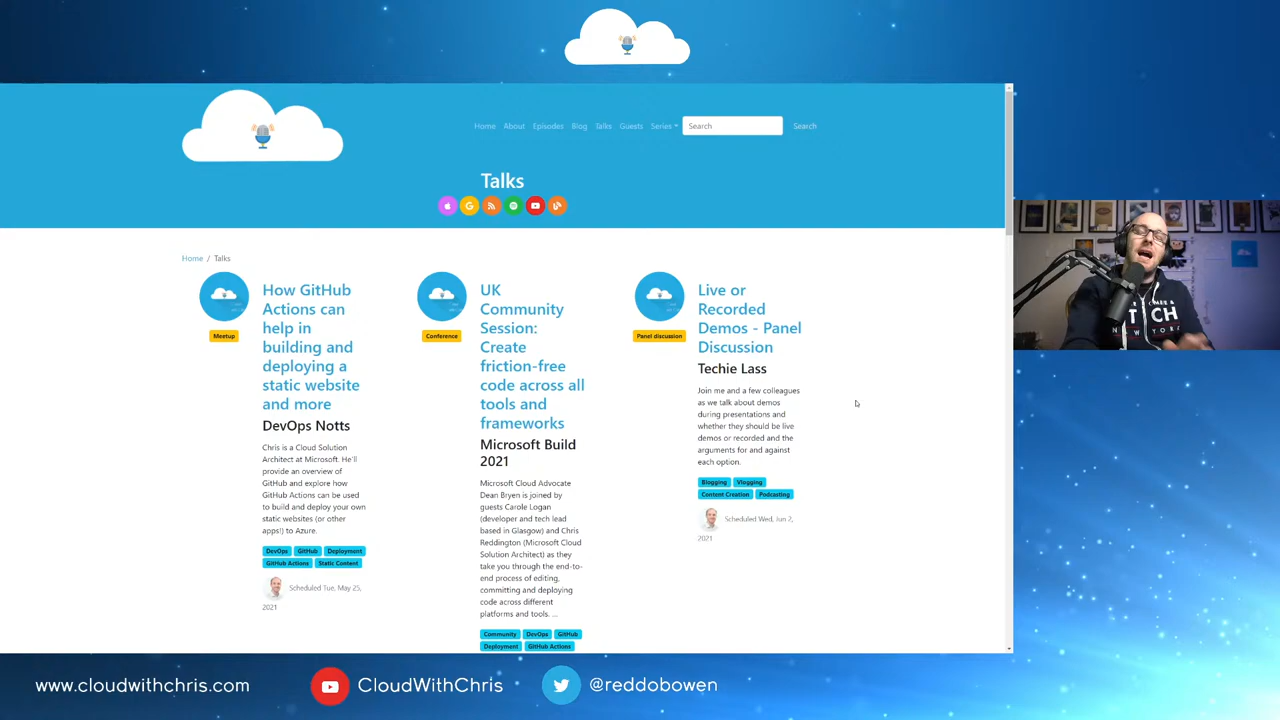 Home About Episodes Blog Talks Guests Series Search Search
Talks
Home / Talks
Meetup
How GitHub
Actions can
help in
building and
deploying a
static website
and more
DevOps Notts
Chris is a Cloud Solution
Architect at Microsoft. He'll
provide an overview of
GitHub and explore how
GitHub Actions can be used
to build and deploy your own
static websites (or other
apps!) to Azure.
DevOps GitHub Deployment
GitHub Actions Static Content
Scheduled Tue, May 25,
2021
Conference
UK
Community
Session:
Create
friction-free
code across all
tools and
frameworks
Microsoft Build
2021
Microsoft Cloud Advocate
Dean Bryen is joined by
guests Carole Logan
(developer and tech lead
based in Glasgow) and Chris
Reddington (Microsoft Cloud
Solution Architect) as they
take you through the end-to-
end process of editing,
committing and deploying
code across different
platforms and tools. ...
Community DevOps GitHub
Deployment GitHub Actions
Panel discussion
Live or
Recorded
Demos - Panel
Discussion
Techie Lass
Join me and a few colleagues
as we talk about demos
during presentations and
whether they should be live
demos or recorded and the
arguments for and against
each option.
Blogging Vlogging
Content Creation Podcasting
Scheduled Wed, Jun 2,
2021
NEW YORK
www.cloudwithchris.com CloudWithChris @reddobowen